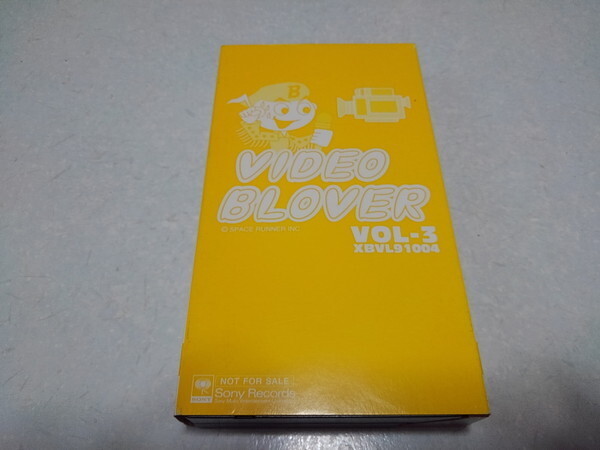 B
VIDEO
BLOVER
© SPACE RUNNER INC.
VOL-3
XBVL91004
NOT FOR SALE
Sony Records